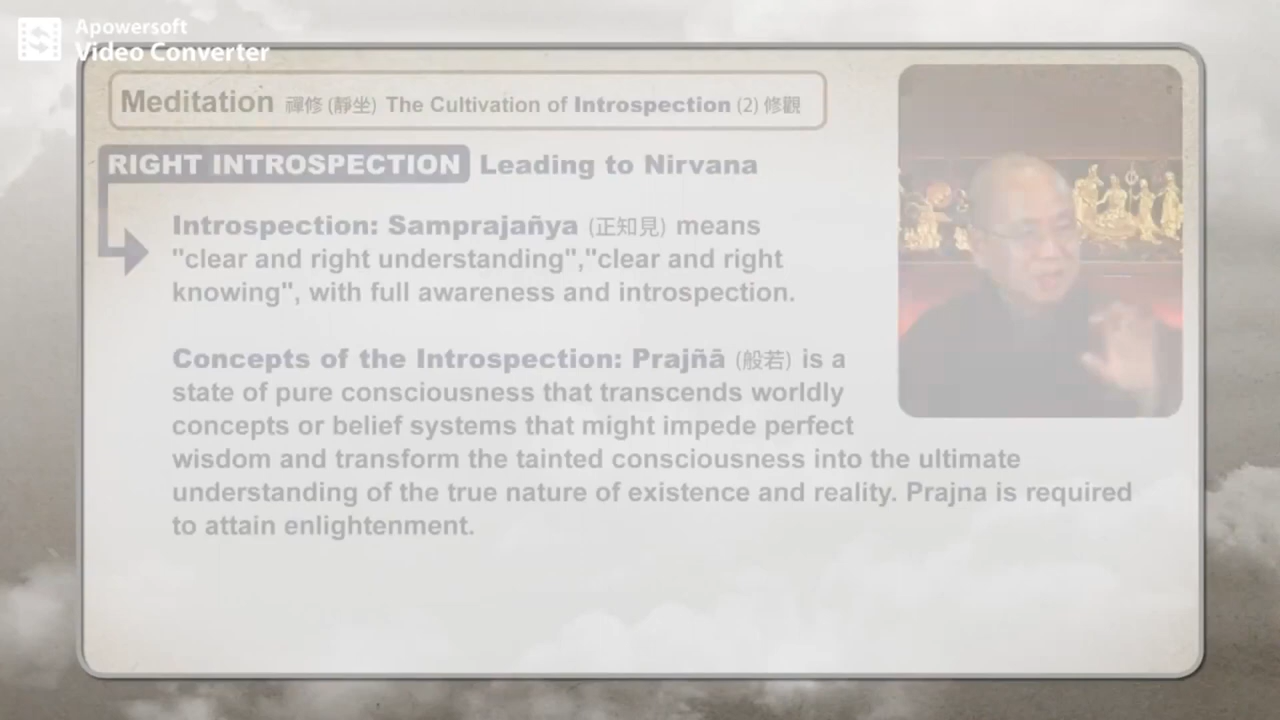 Apowersoft
Video Converter
Meditation 禪修 (靜坐) The Cultivation of Introspection (2) 修觀
RIGHT INTROSPECTION Leading to Nirvana
Introspection: Samprajañya (正知見) means
"clear and right understanding","clear and right
knowing", with full awareness and introspection.
Concepts of the Introspection: Prajñā (般若) is a
state of pure consciousness that transcends worldly
concepts or belief systems that might impede perfect
wisdom and transform the tainted consciousness into the ultimate
understanding of the true nature of existence and reality. Prajna is required
to attain enlightenment.